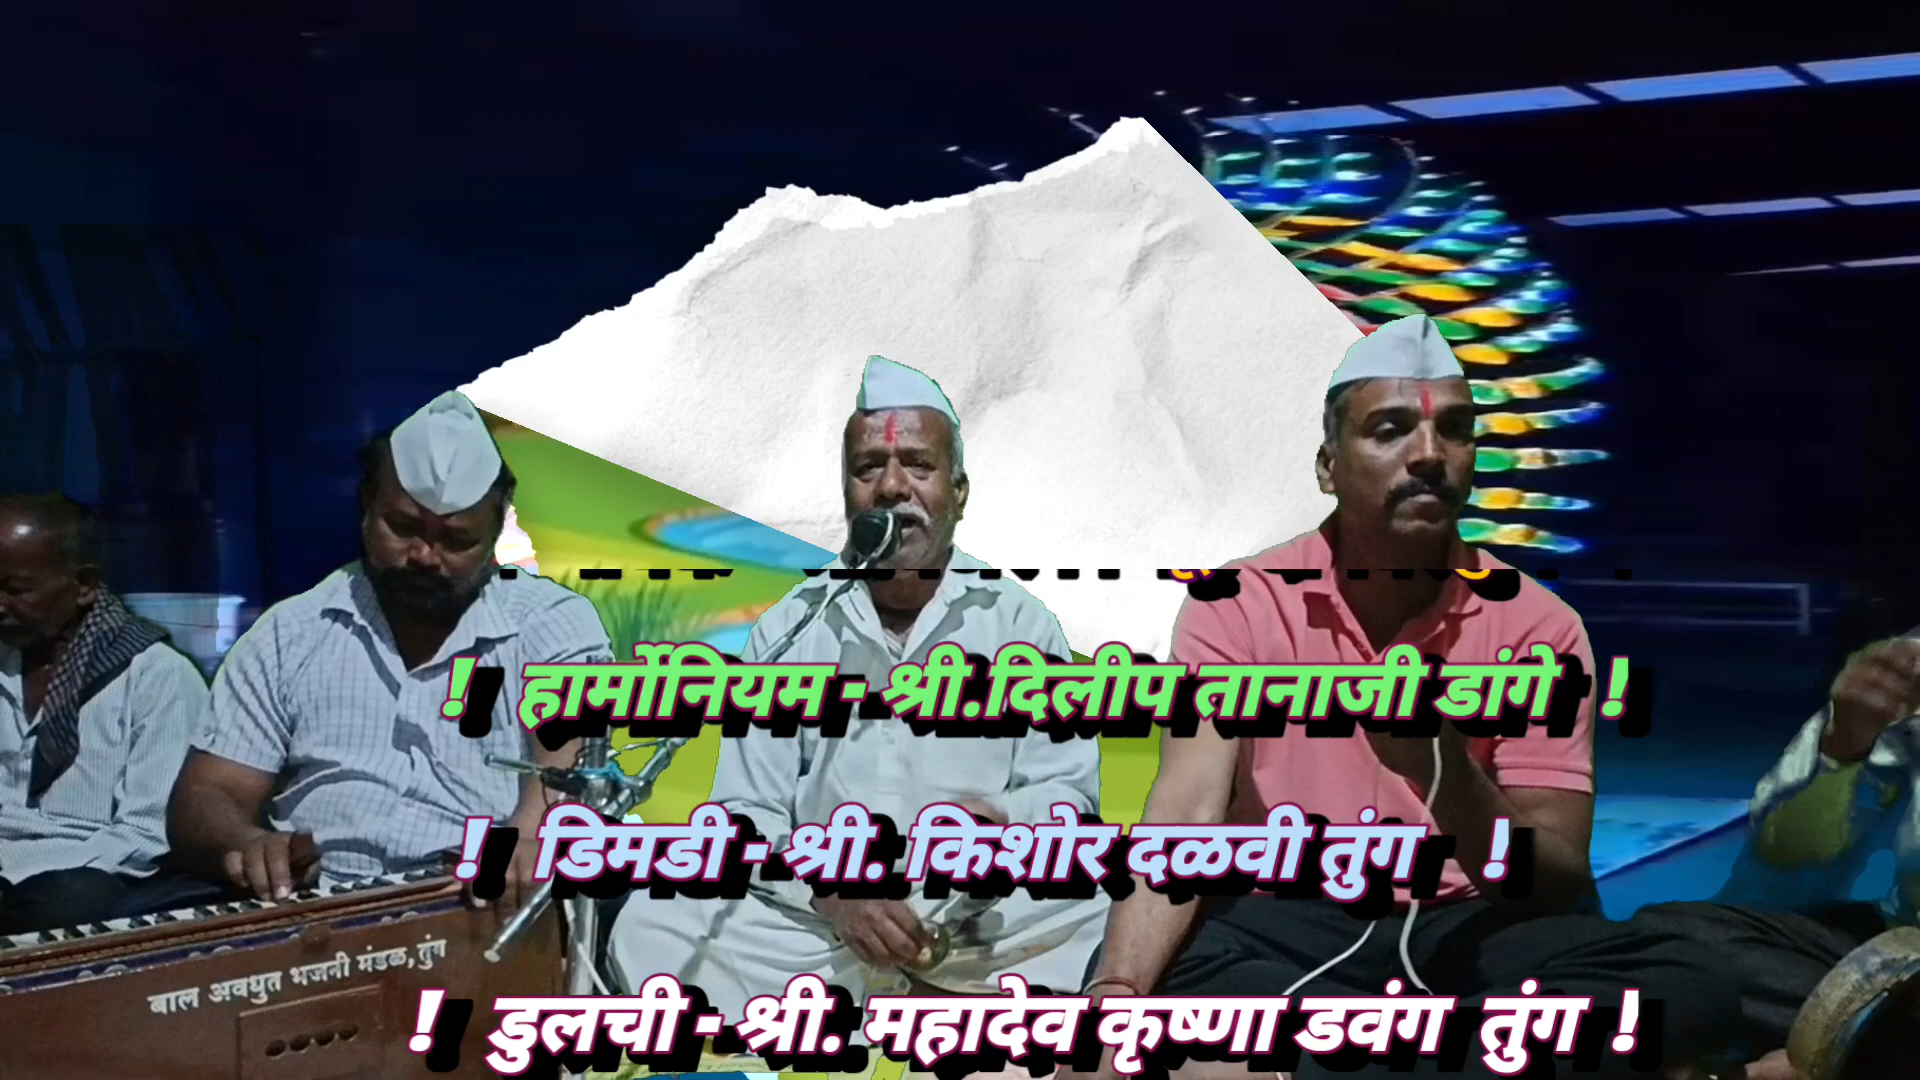 ! हार्मोनियम - श्री.दिलीप तानाजी डांगे !
! डिमडी - श्री. किशोर दळवी तुंग !
बाल अवधुत भजनी मंडळ, तुंग
! डुलची - श्री. महादेव कृष्णा डवंग तुंग !